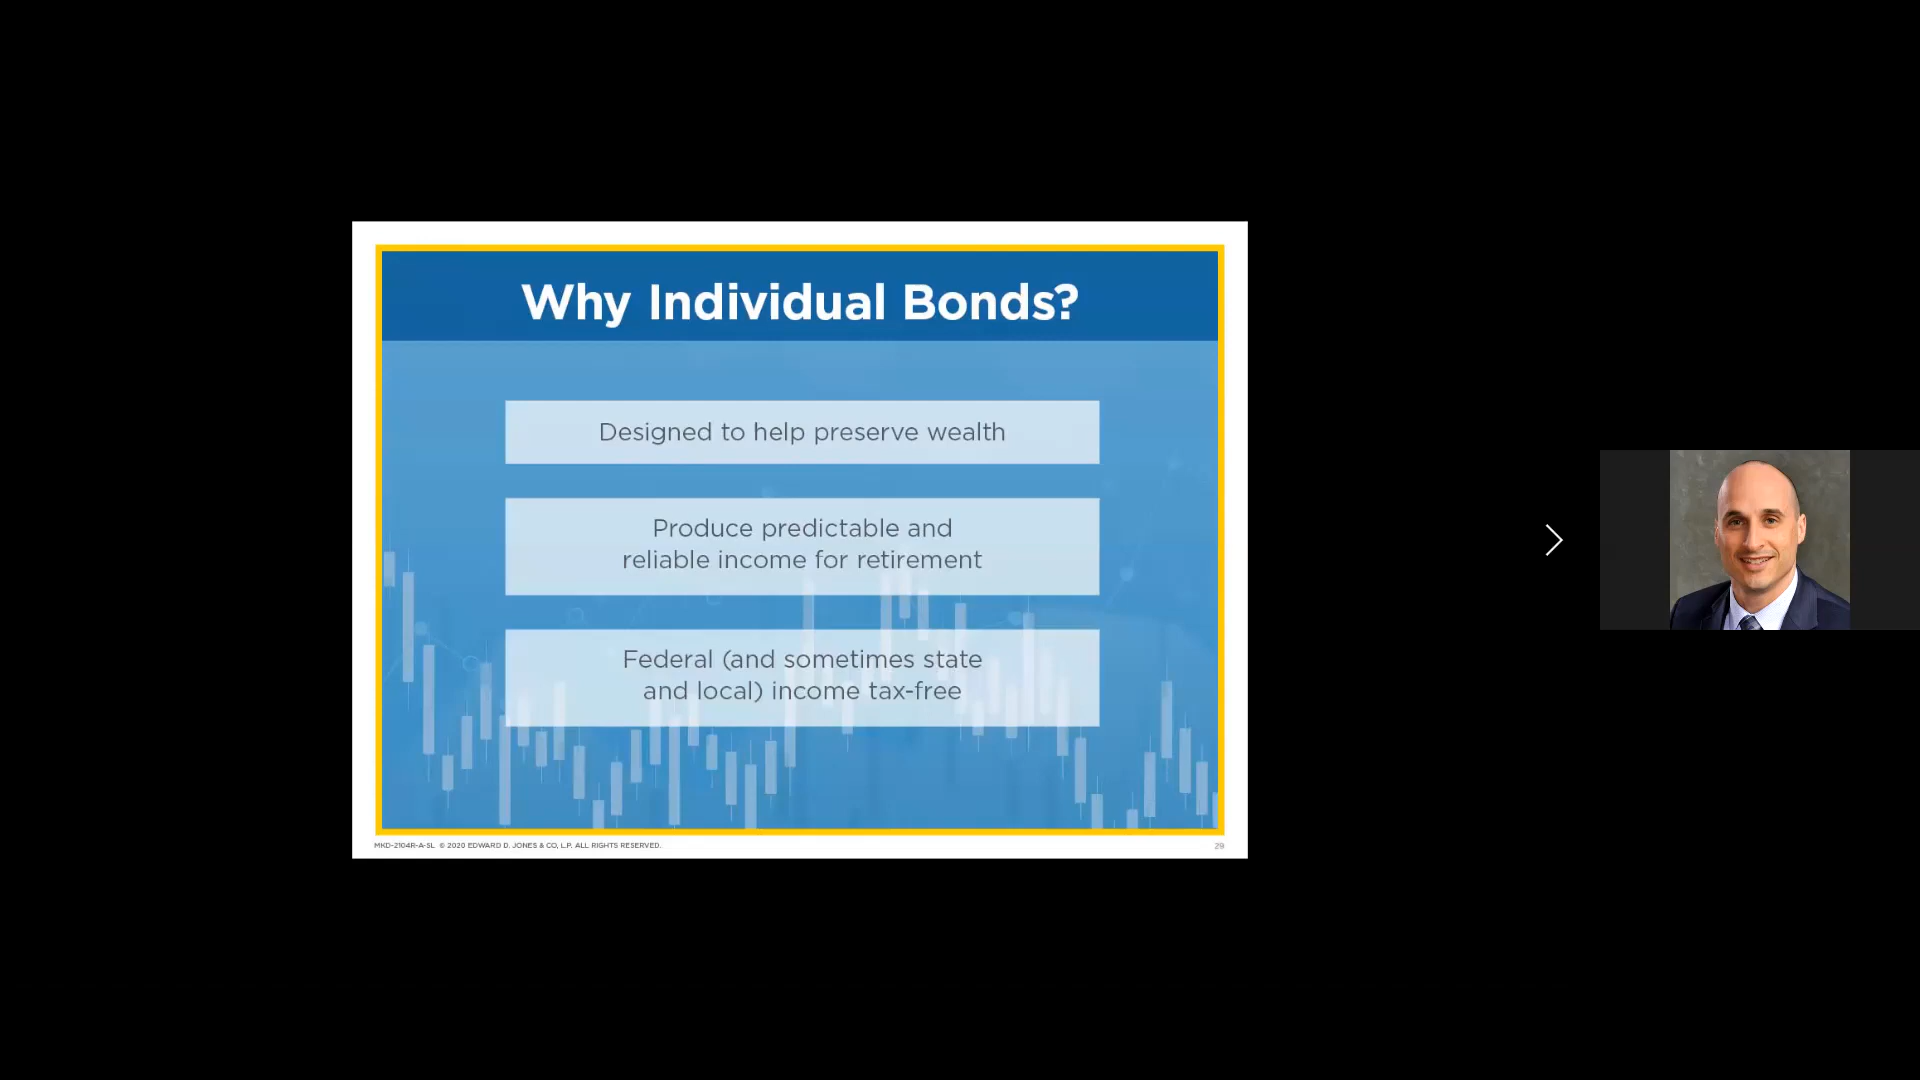 Why Individual Bonds?
Designed to help preserve wealth
Produce predictable and
reliable income for retirement
Federal (and sometimes state
and local) income tax-free
MKD-2104R-A-SL © 2020 EDWARD D. JONES & CO, L.P. ALL RIGHTS RESERVED.
29